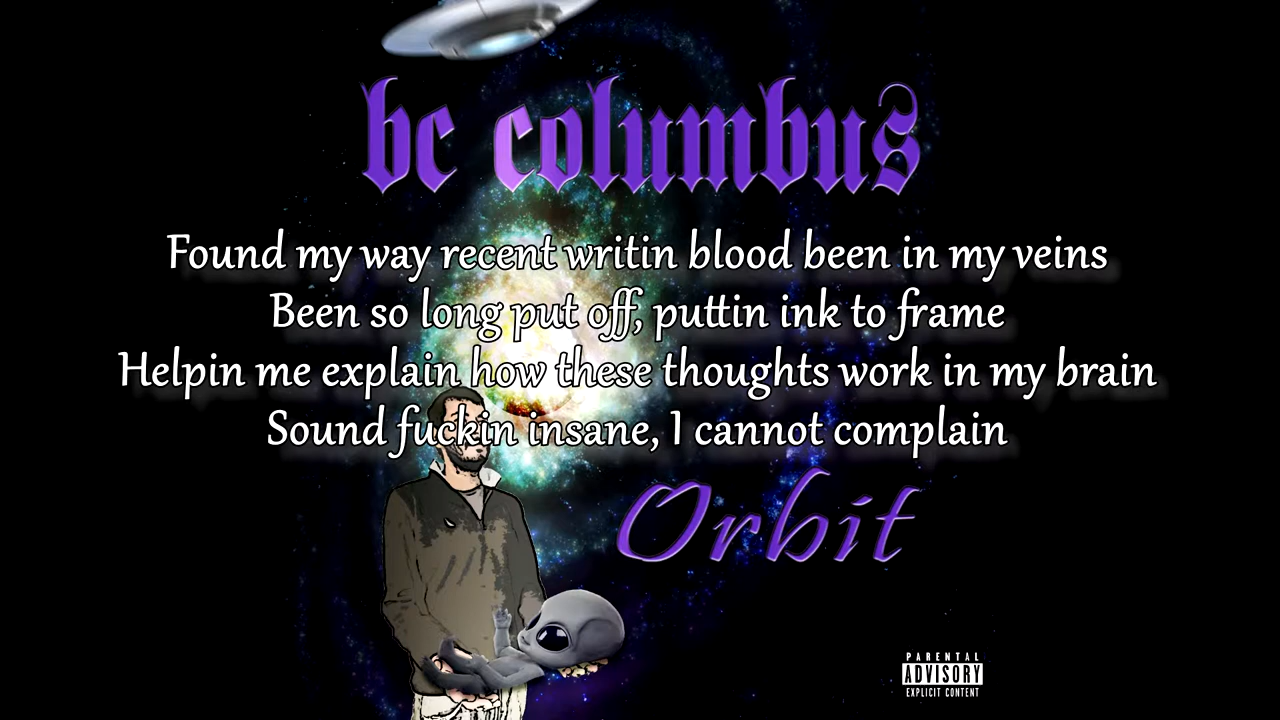 bc columbus
Found my way recent writin blood been in my veins
Been so long put off, puttin ink to frame
Helpin me explain how these thoughts work in my brain
Sound fuckin insane, I cannot complain
Orbit
PARENTAL
ADVISORY
EXPLICIT CONTENT